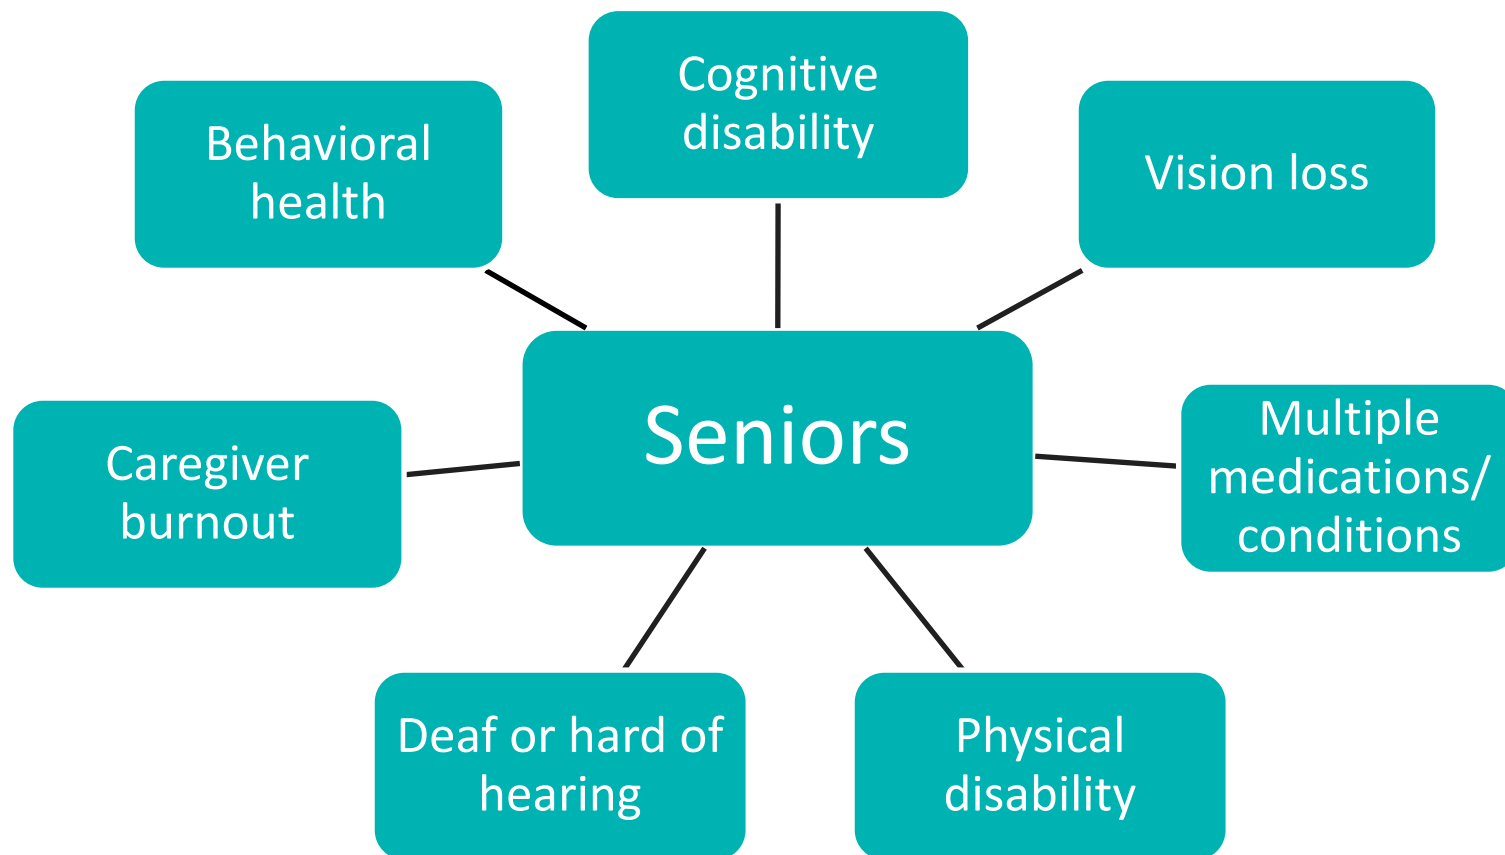 Cognitive
disability
Behavioral
health
Vision loss
Seniors
Multiple
medications/
conditions
Caregiver
burnout
Deaf or hard of
hearing
Physical
disability